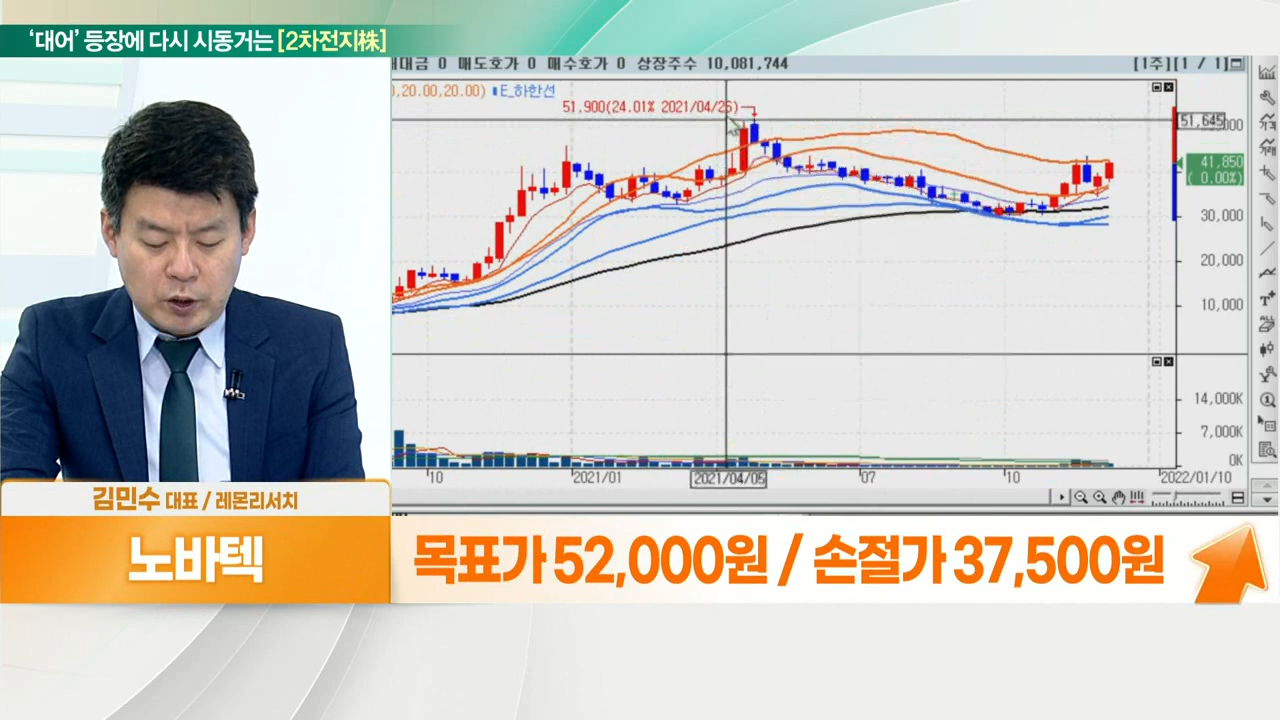 ‘대어’ 등장에 다시 시동거는 [2차전지株]
대금 0 매도호가 0 매수호가 0 상장주수 10,081,744
[1주][1 / 1]
,20.00,20.00) E_하한선
51,900(24.01% 2021/04/26)
51,645
41,850
( 0.00%)
30,000
20,000
10,000
14,000K
7,000K
0K
10
2021/01
2021/04/05
07
10
2022/01/10
김민수 대표 / 레몬리서치
노바텍
목표가 52,000원 / 손절가 37,500원